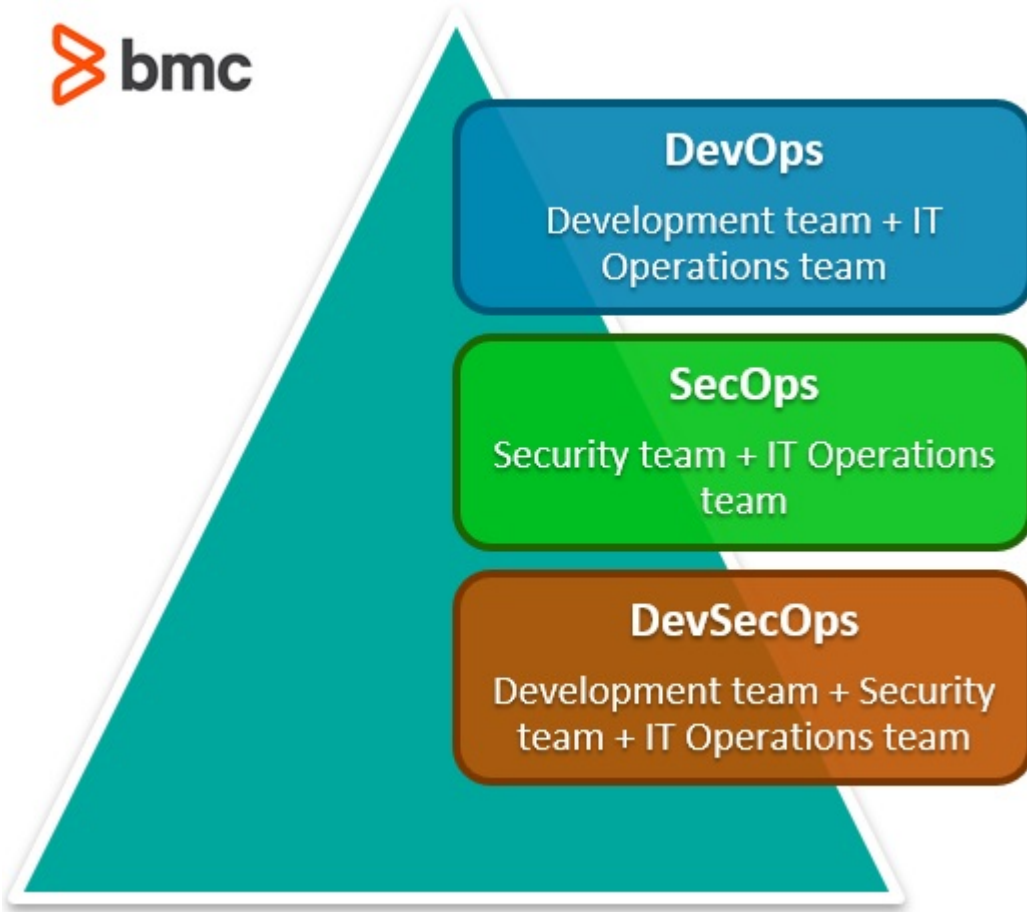 bmc
DevOps
Development team + IT
Operations team
SecOps
Security team + IT Operations
team
DevSecOps
Development team + Security
team + IT Operations team